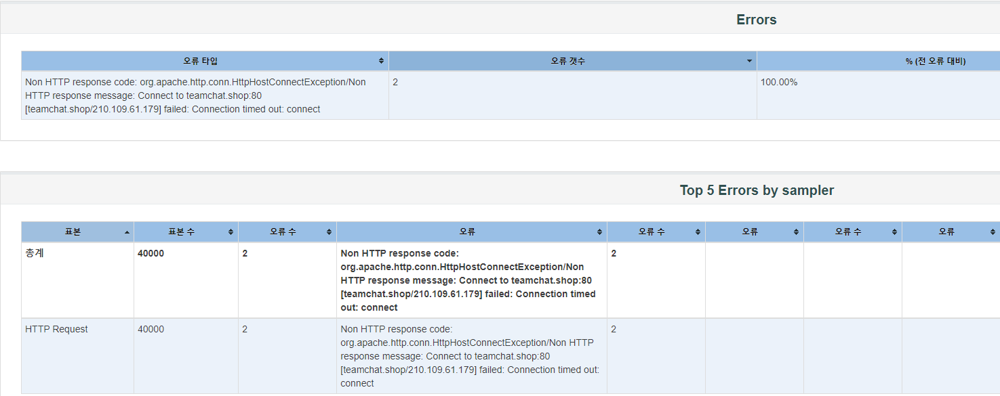 Errors
오류 타입 오류 갯수 % (전 오류 대비)
Non HTTP response code: org.apache.http.conn.HttpHostConnectException/Non 2 100.00%
HTTP response message: Connect to teamchat.shop:80
[teamchat.shop/210.109.61.179] failed: Connection timed out: connect
Top 5 Errors by sampler
표본 표본 수 오류 수 오류 오류 수 오류 오류 수 오류
총계 40000 2 Non HTTP response code: 2
org.apache.http.conn.HttpHostConnectException/Non
HTTP response message: Connect to teamchat.shop:80
[teamchat.shop/210.109.61.179] failed: Connection timed
out: connect
HTTP Request 40000 2 Non HTTP response code: 2
org.apache.http.conn.HttpHostConnectException/Non HTTP
response message: Connect to teamchat.shop:80
[teamchat.shop/210.109.61.179] failed: Connection timed out:
connect